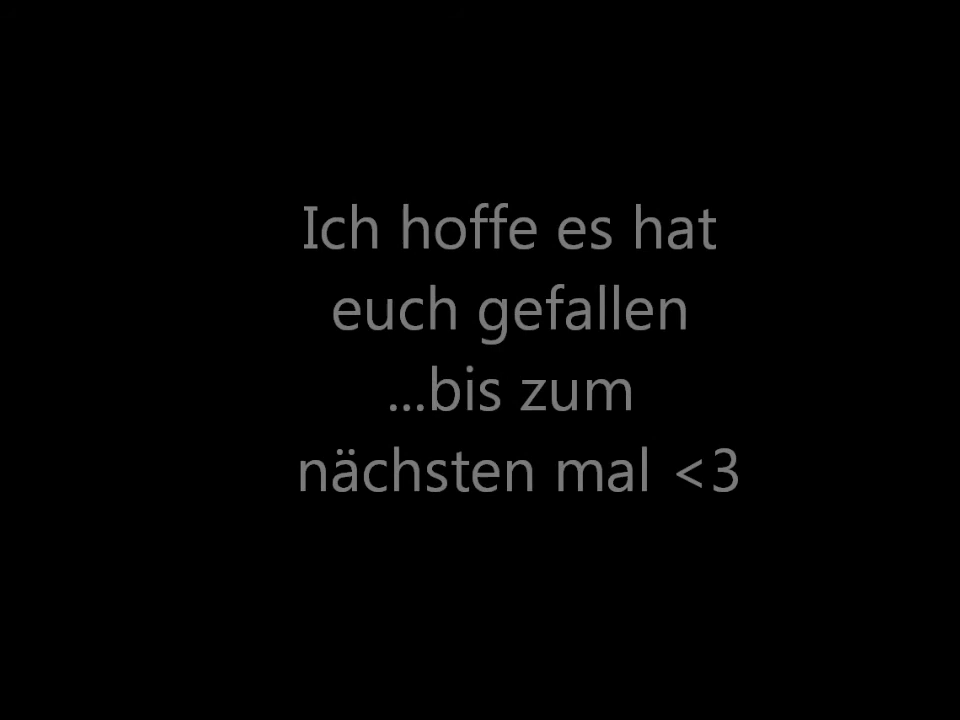 Ich hoffe es hat
euch gefallen
...bis zum
nächsten mal <3